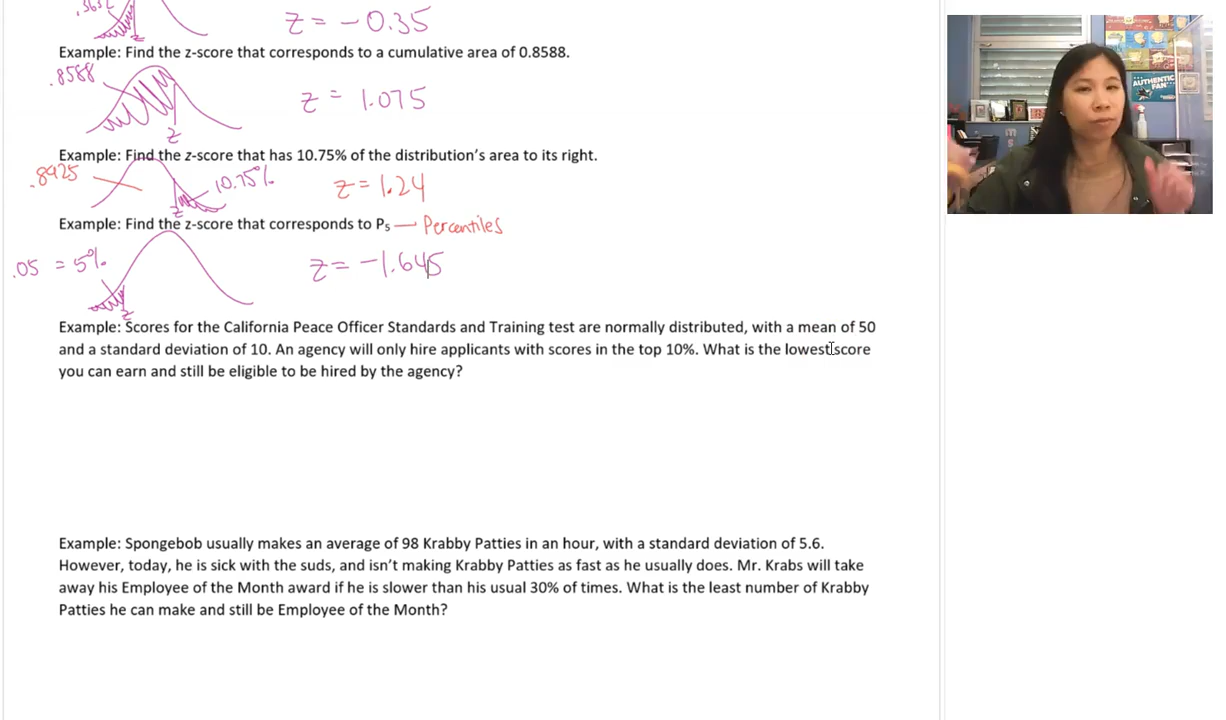 .3632
z = -0.35
Example: Find the z-score that corresponds to a cumulative area of 0.8588.
.8588
z = 1.075
z
Example: Find the z-score that has 10.75% of the distribution's area to its right.
.8925
10.75%
z = 1.24
z
Example: Find the z-score that corresponds to P5 — Percentiles
.05 = 5%
z = -1.645
z
Example: Scores for the California Peace Officer Standards and Training test are normally distributed, with a mean of 50
and a standard deviation of 10. An agency will only hire applicants with scores in the top 10%. What is the lowest score
you can earn and still be eligible to be hired by the agency?
Example: Spongebob usually makes an average of 98 Krabby Patties in an hour, with a standard deviation of 5.6.
However, today, he is sick with the suds, and isn't making Krabby Patties as fast as he usually does. Mr. Krabs will take
away his Employee of the Month award if he is slower than his usual 30% of times. What is the least number of Krabby
Patties he can make and still be Employee of the Month?
AUTHENTIC
FAN